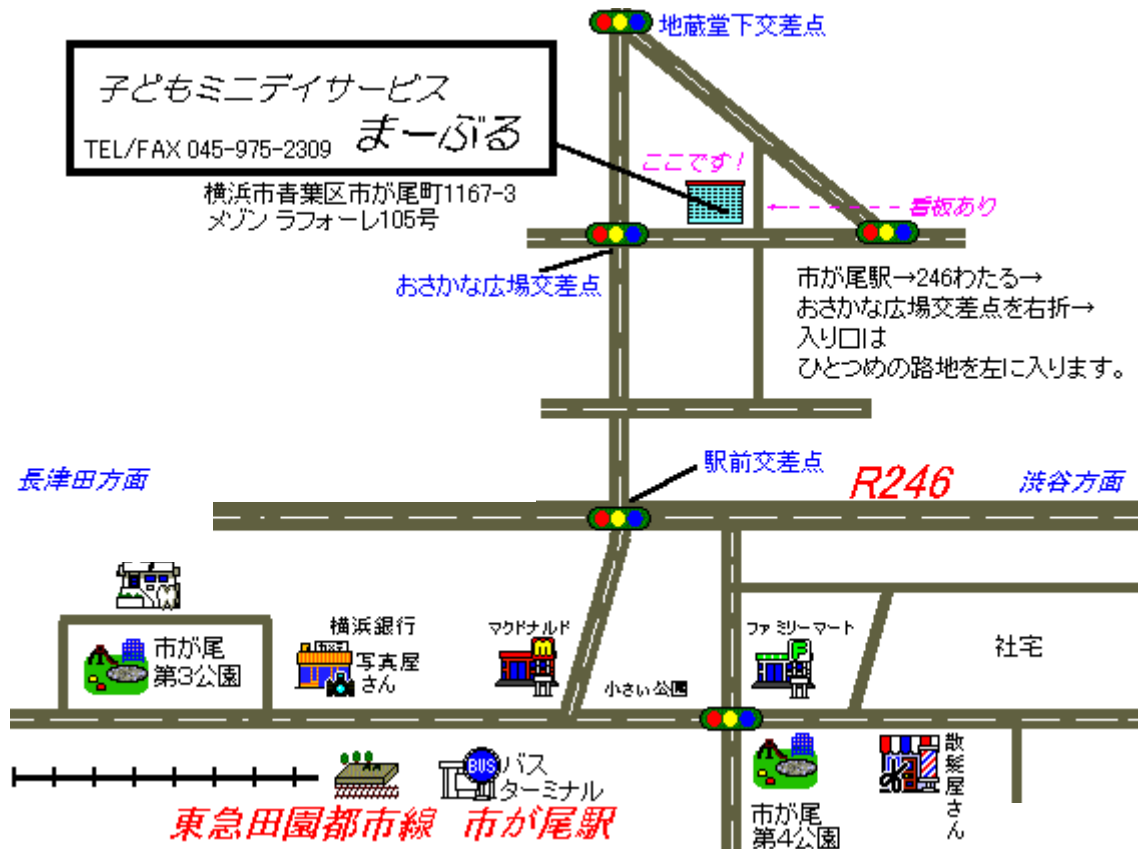 地蔵堂下交差点
子どもミニデイサービス
まーぶる
TEL/FAX 045-975-2309
ここです!
横浜市青葉区市が尾町1167-3
メゾン ラフォーレ105号
看板あり
おさかな広場交差点
市が尾駅→246わたる→
おさかな広場交差点を右折→
入り口は
ひとつめの路地を左に入ります。
駅前交差点
長津田方面
R246
渋谷方面
横浜銀行
マクドナルド
ファミリーマート
市が尾
第3公園
カメラ
写真屋
さん
小さい公園
社宅
BUS
バス
ターミナル
散髪屋さん
東急田園都市線 市が尾駅
市が尾
第4公園